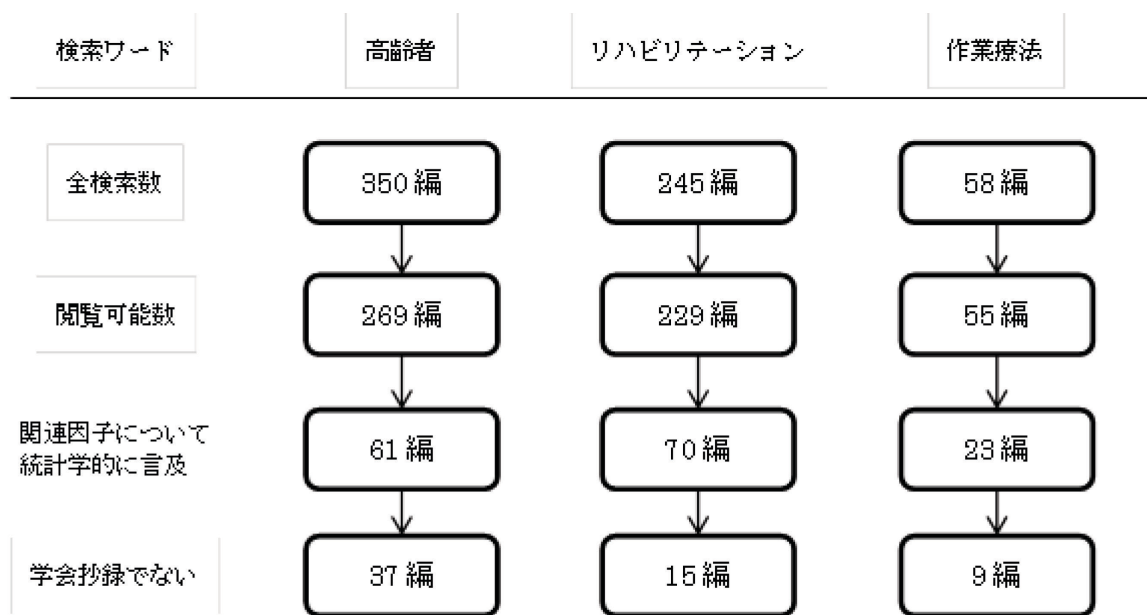 検索ワード 高齢者 リハビリテーション 作業療法
全検索数 350編 245編 58編
閲覧可能数 269編 229編 55編
関連因子について
統計学的に言及 61編 70編 23編
学会抄録でない 37編 15編 9編